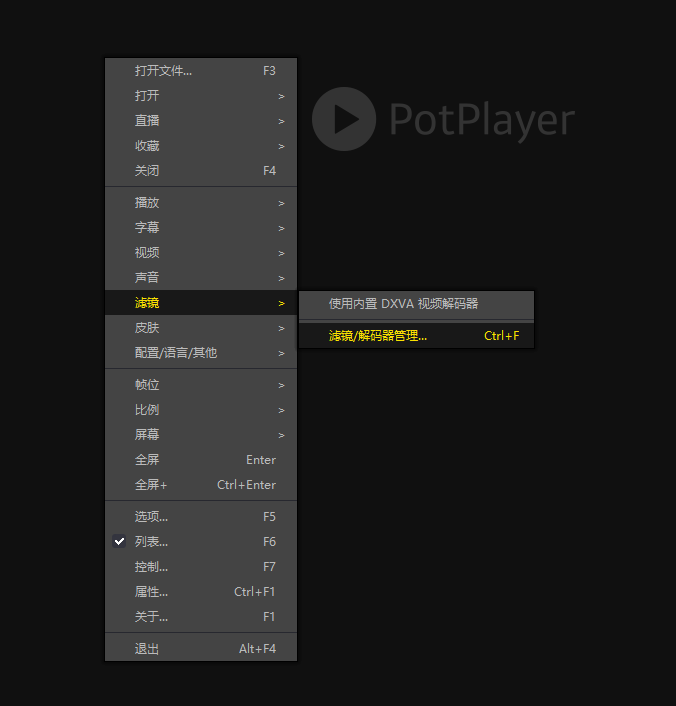 PotPlayer
打开文件... F3
打开 >
直播 >
收藏 >
关闭 F4
播放 >
字幕 >
视频 >
声音 >
滤镜 >
使用内置 DXVA 视频解码器
皮肤 >
滤镜/解码器管理... Ctrl+F
配置/语言/其他 >
帧位 >
比例 >
屏幕 >
全屏 Enter
全屏+ Ctrl+Enter
选项... F5
列表... F6
控制... F7
属性... Ctrl+F1
关于... F1
退出 Alt+F4